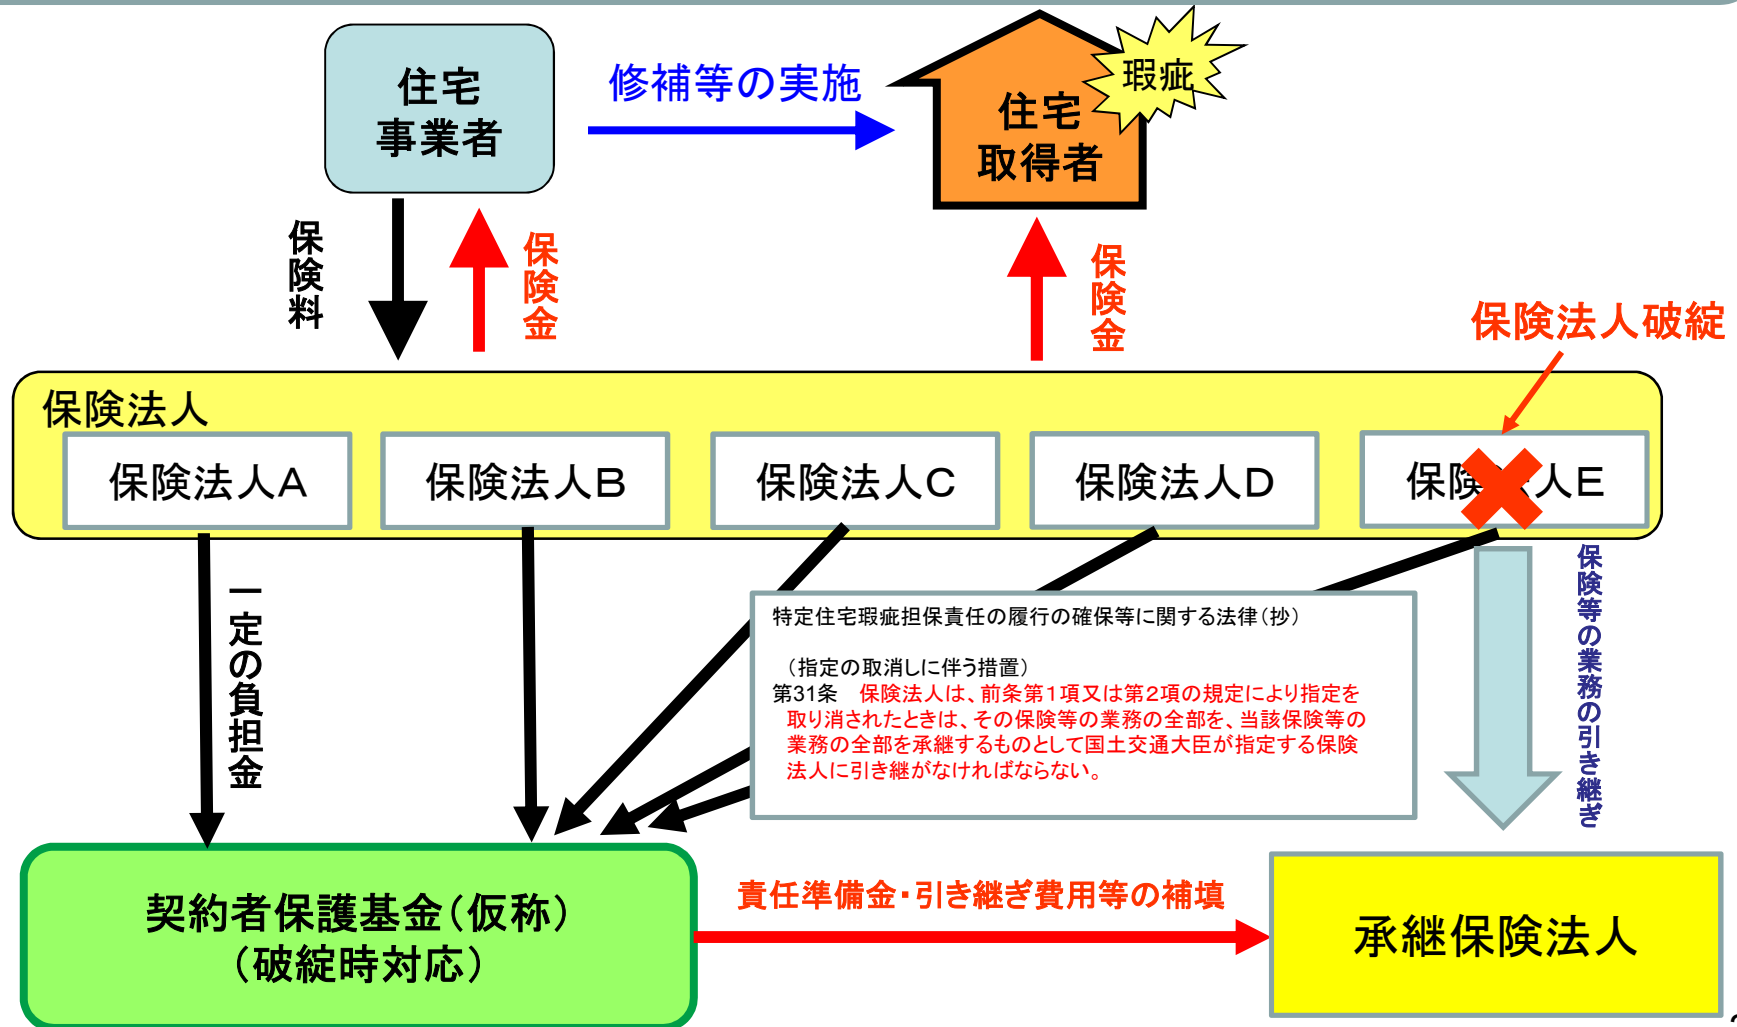 住宅
事業者
修補等の実施
住宅
取得者
瑕疵
保険料
保険金
保険金
保険法人破綻
保険法人
保険法人A
保険法人B
保険法人C
保険法人D
保険 人E
一定の負担金
特定住宅瑕疵担保責任の履行の確保等に関する法律（抄）
（指定の取消しに伴う措置）
第31条　保険法人は、前条第１項又は第２項の規定により指定を
取り消されたときは、その保険等の業務の全部を、当該保険等の
業務の全部を承継するものとして国土交通大臣が指定する保険
法人に引き継がなければならない。
保険等の業務の引き継ぎ
契約者保護基金（仮称）
（破綻時対応）
責任準備金・引き継ぎ費用等の補填
承継保険法人